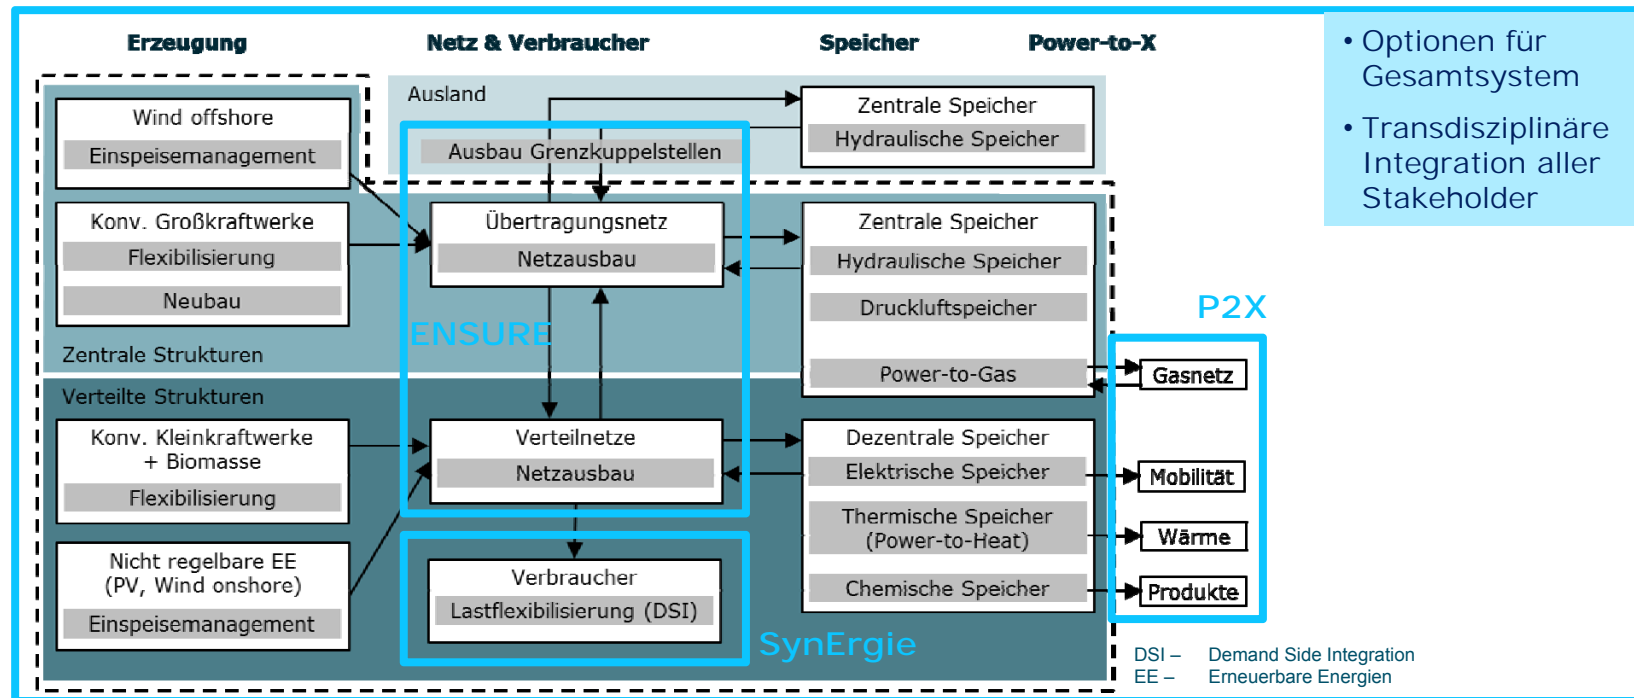 Erzeugung
Netz & Verbraucher
Speicher
Power-to-X
• Optionen für
Gesamtsystem
• Transdisziplinäre
Integration aller
Stakeholder
Ausland
Wind offshore
Einspeisemanagement
Ausbau Grenzkuppelstellen
Zentrale Speicher
Hydraulische Speicher
Konv. Großkraftwerke
Flexibilisierung
Neubau
Zentrale Strukturen
Übertragungsnetz
Netzausbau
ENSURE
Zentrale Speicher
Hydraulische Speicher
Druckluftspeicher
Power-to-Gas
P2X
Gasnetz
Verteilte Strukturen
Konv. Kleinkraftwerke
+ Biomasse
Flexibilisierung
Verteilnetze
Netzausbau
Dezentrale Speicher
Elektrische Speicher
Thermische Speicher
(Power-to-Heat)
Chemische Speicher
Mobilität
Wärme
Produkte
Nicht regelbare EE
(PV, Wind onshore)
Einspeisemanagement
Verbraucher
Lastflexibilisierung (DSI)
SynErgie
DSI – Demand Side Integration
EE – Erneuerbare Energien